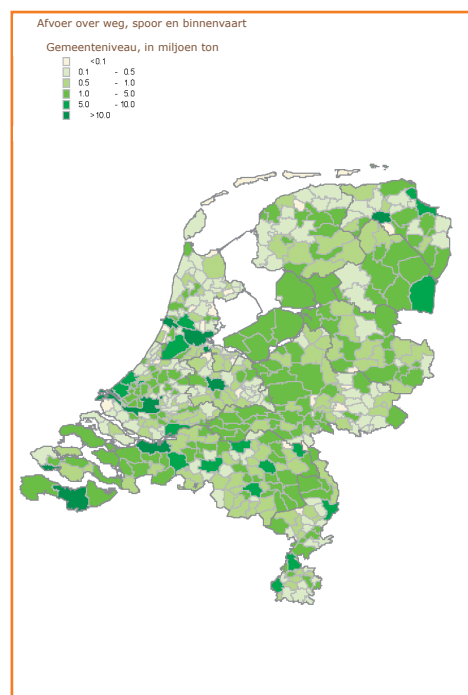 Afvoer over weg, spoor en binnenvaart
Gemeenteniveau, in miljoen ton
<0.1
0.1 - 0.5
0.5 - 1.0
1.0 - 5.0
5.0 - 10.0
>10.0